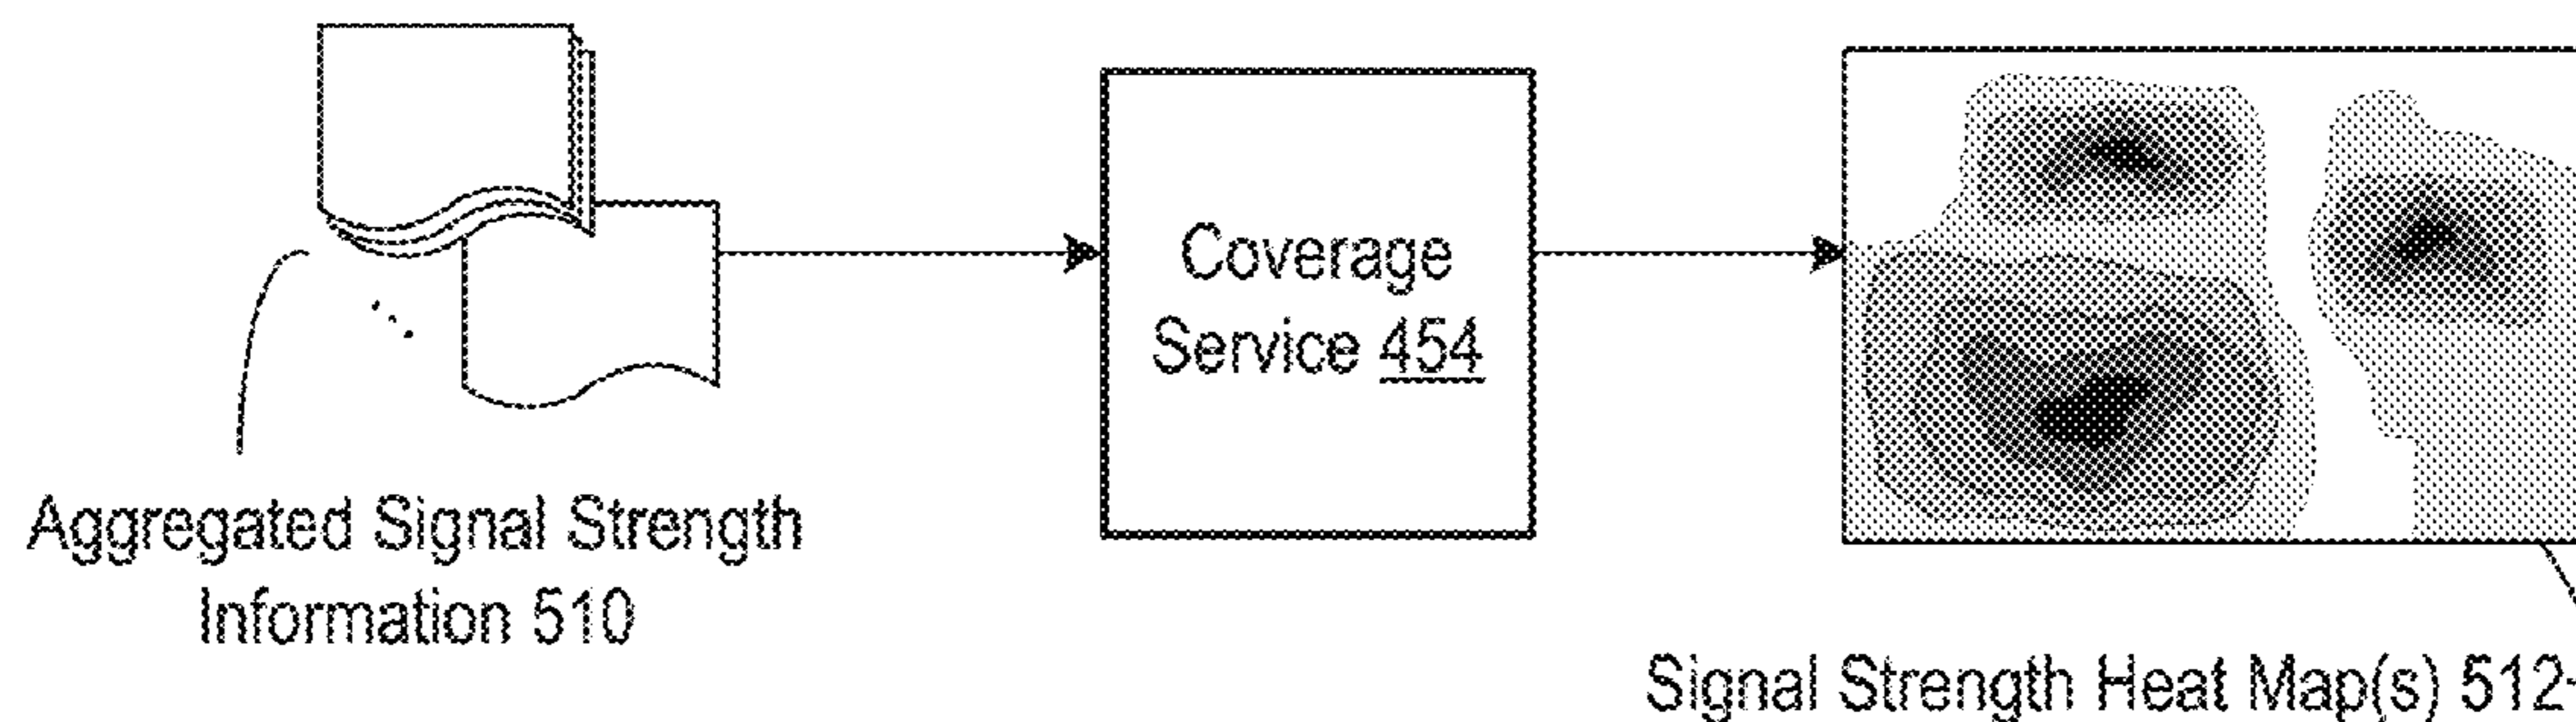 Coverage
Service 454
Aggregated Signal Strength
Information 510
Signal Strength Heat Map(s) 512